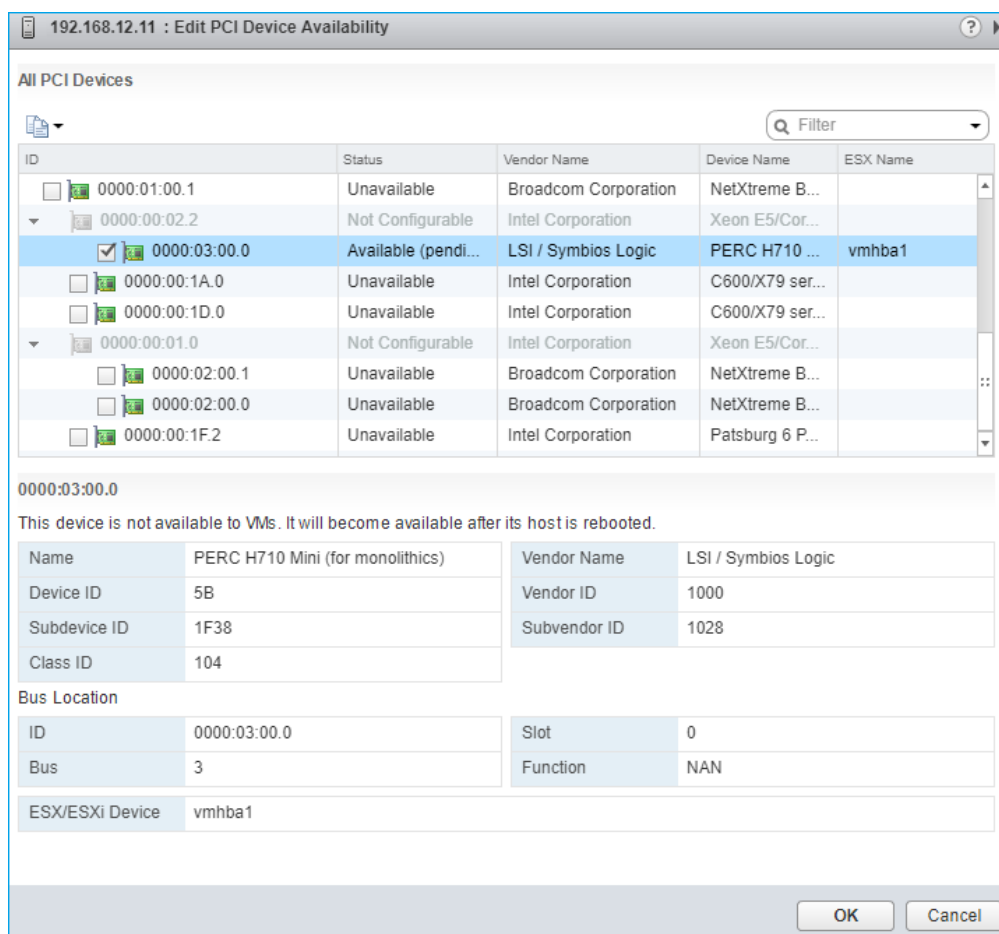 192.168.12.11 : Edit PCI Device Availability ?
All PCI Devices
Filter
ID Status Vendor Name Device Name ESX Name
0000:01:00.1 Unavailable Broadcom Corporation NetXtreme B...
0000:00:02.2 Not Configurable Intel Corporation Xeon E5/Cor...
0000:03:00.0 Available (pendi... LSI / Symbios Logic PERC H710 ... vmhba1
0000:00:1A.0 Unavailable Intel Corporation C600/X79 ser...
0000:00:1D.0 Unavailable Intel Corporation C600/X79 ser...
0000:00:01.0 Not Configurable Intel Corporation Xeon E5/Cor...
0000:02:00.1 Unavailable Broadcom Corporation NetXtreme B...
0000:02:00.0 Unavailable Broadcom Corporation NetXtreme B...
0000:00:1F.2 Unavailable Intel Corporation Patsburg 6 P...
0000:03:00.0
This device is not available to VMs. It will become available after its host is rebooted.
Name PERC H710 Mini (for monolithics) Vendor Name LSI / Symbios Logic
Device ID 5B Vendor ID 1000
Subdevice ID 1F38 Subvendor ID 1028
Class ID 104
Bus Location
ID 0000:03:00.0 Slot 0
Bus 3 Function NAN
ESX/ESXi Device vmhba1
OK Cancel